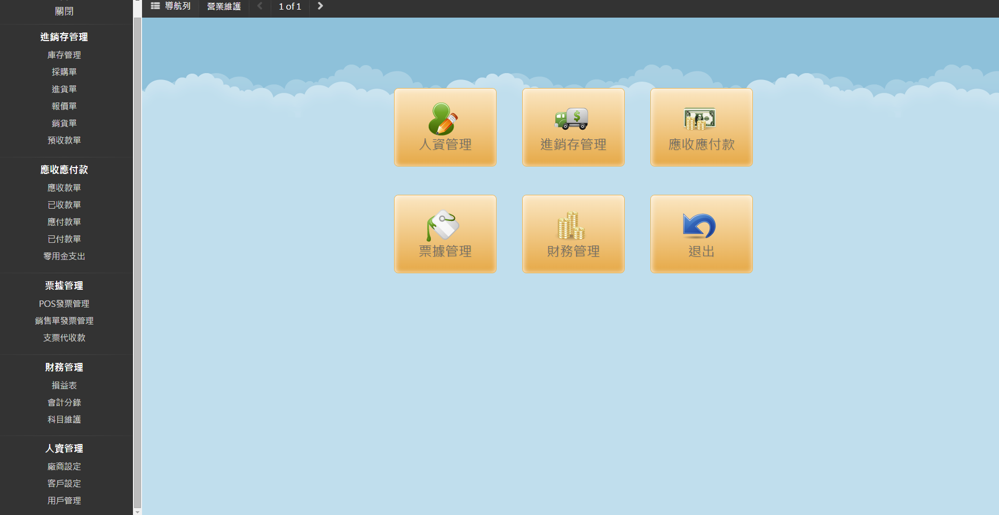 關閉
進銷存管理
庫存管理
採購單
進貨單
報價單
銷貨單
預收款單
應收應付款
應收款單
已收款單
應付款單
已付款單
零用金支出
票據管理
POS發票管理
銷售單發票管理
支票代收款
財務管理
損益表
會計分錄
科目維護
人資管理
廠商設定
客戶設定
用戶管理
導航列 營業維護 1 of 1
人資管理 進銷存管理 應收應付款
票據管理 財務管理 退出